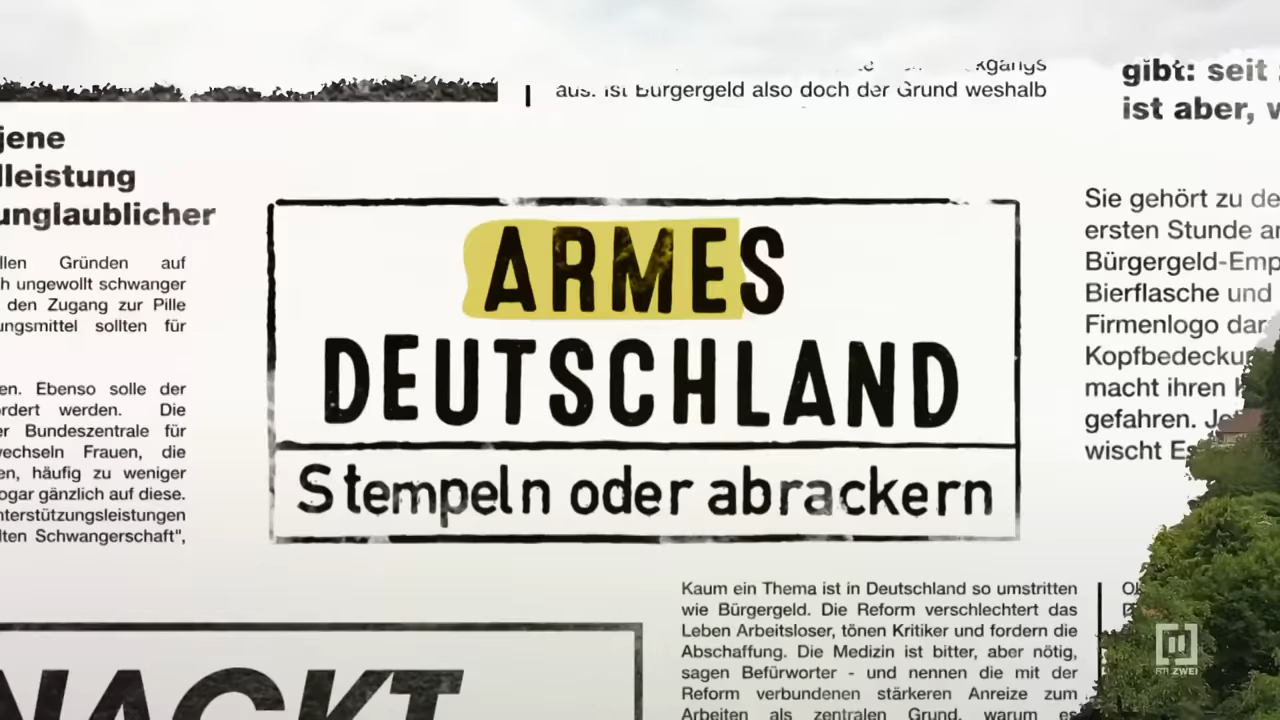 aus. Ist Bürgergeld also doch der Grund weshalb
gibt: seit
ist aber,
jene
lleistung
unglaublicher
llen Gründen auf
h ungewollt schwanger
den Zugang zur Pille
ungsmittel sollten für
en. Ebenso solle der
ordert werden. Die
er Bundeszentrale für
wechseln Frauen, die
en, häufig zu weniger
ogar gänzlich auf diese.
nterstützungsleistungen
lten Schwangerschaft",
ARMES
DEUTSCHLAND
Stempeln oder abrackern
Sie gehört zu de
ersten Stunde an
Bürgergeld-Emp
Bierflasche und
Firmenlogo dar
Kopfbedeckun
macht ihren
gefahren.
wischt Es
NACKT
Kaum ein Thema ist in Deutschland so umstritten
wie Bürgergeld. Die Reform verschlechtert das
Leben Arbeitsloser, tönen Kritiker und fordern die
Abschaffung. Die Medizin ist bitter, aber nötig,
sagen Befürworter - und nennen die mit der
Reform verbundenen stärkeren Anreize zum
Arbeiten als zentralen Grund, warum es
RTL ZWEI